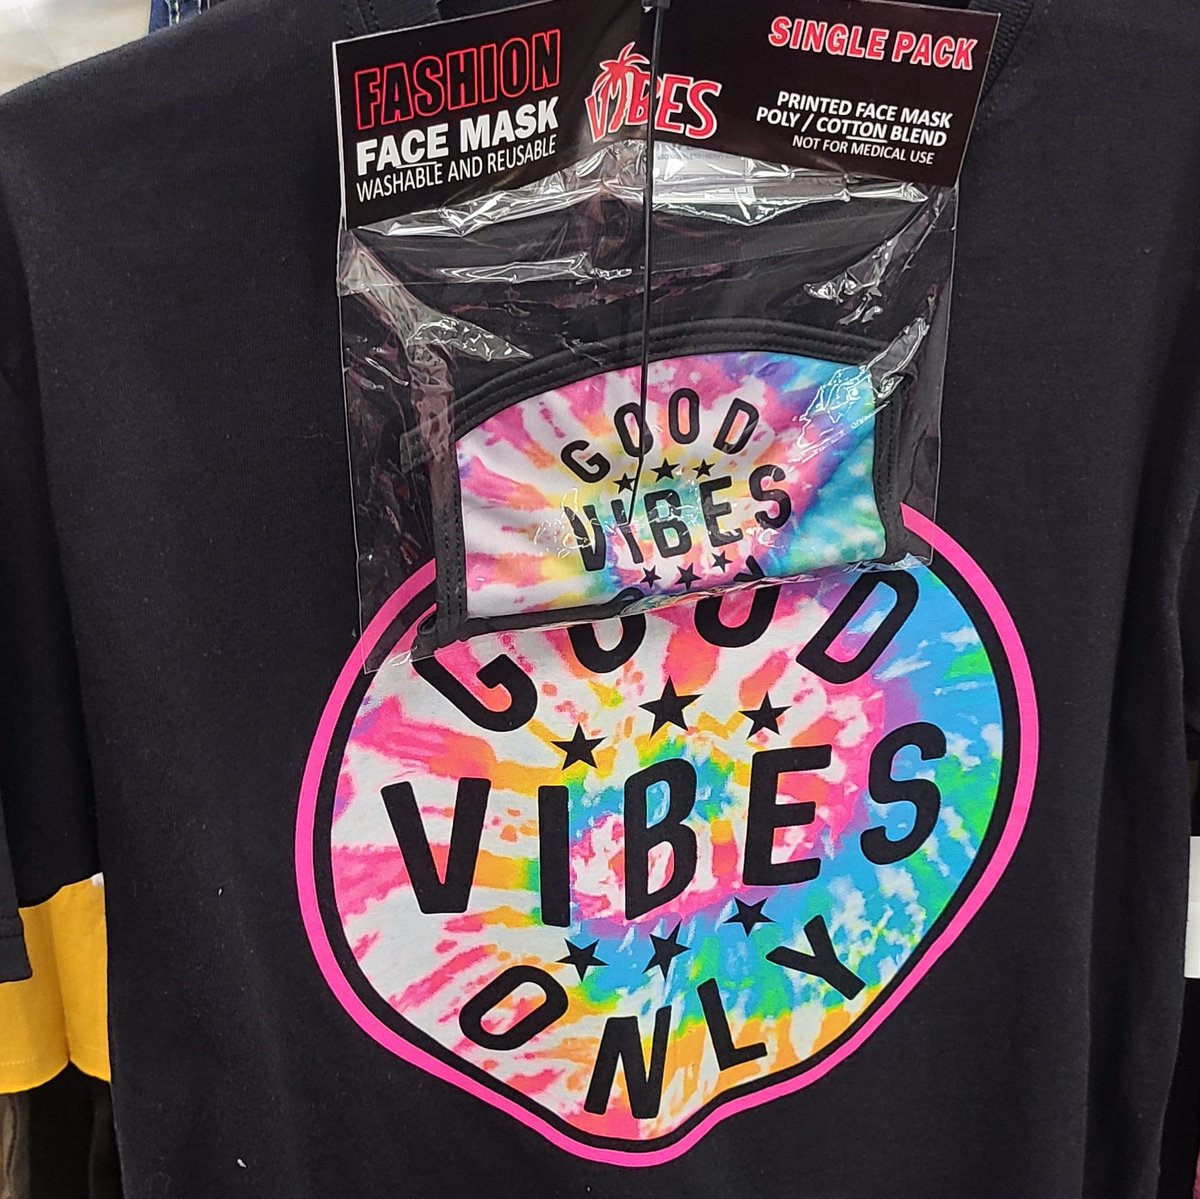 FASHION
FACE MASK
WASHABLE AND REUSABLE
VIBES
SINGLE PACK
PRINTED FACE MASK
POLY / COTTON BLEND
NOT FOR MEDICAL USE
GOOD
VIBES
GOOD
VIBES
ONLY